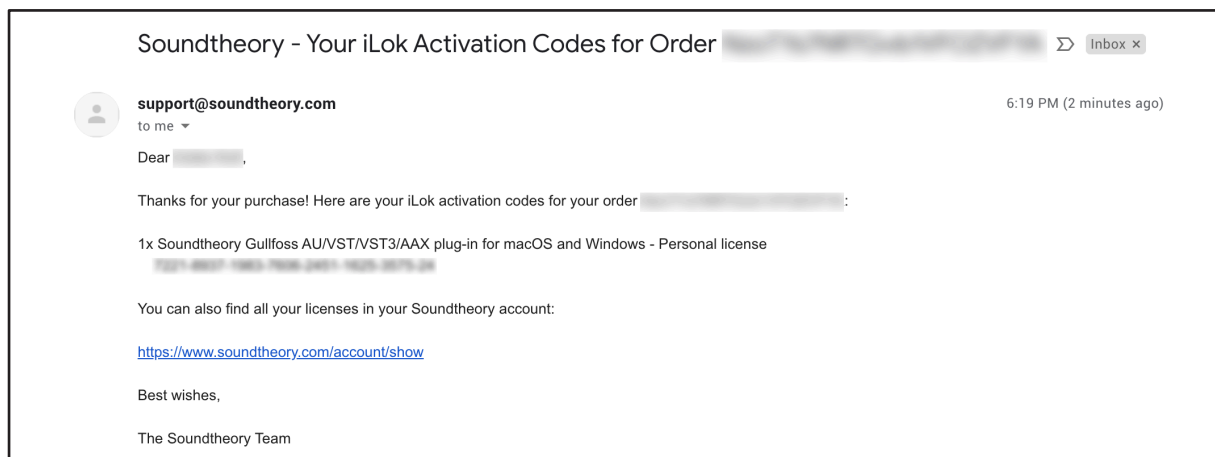 Soundtheory - Your iLok Activation Codes for Order
Inbox ×
support@soundtheory.com
6:19 PM (2 minutes ago)
to me
Dear ,
Thanks for your purchase! Here are your iLok activation codes for your order :
1x Soundtheory Gullfoss AU/VST/VST3/AAX plug-in for macOS and Windows - Personal license
You can also find all your licenses in your Soundtheory account:
https://www.soundtheory.com/account/show
Best wishes,
The Soundtheory Team